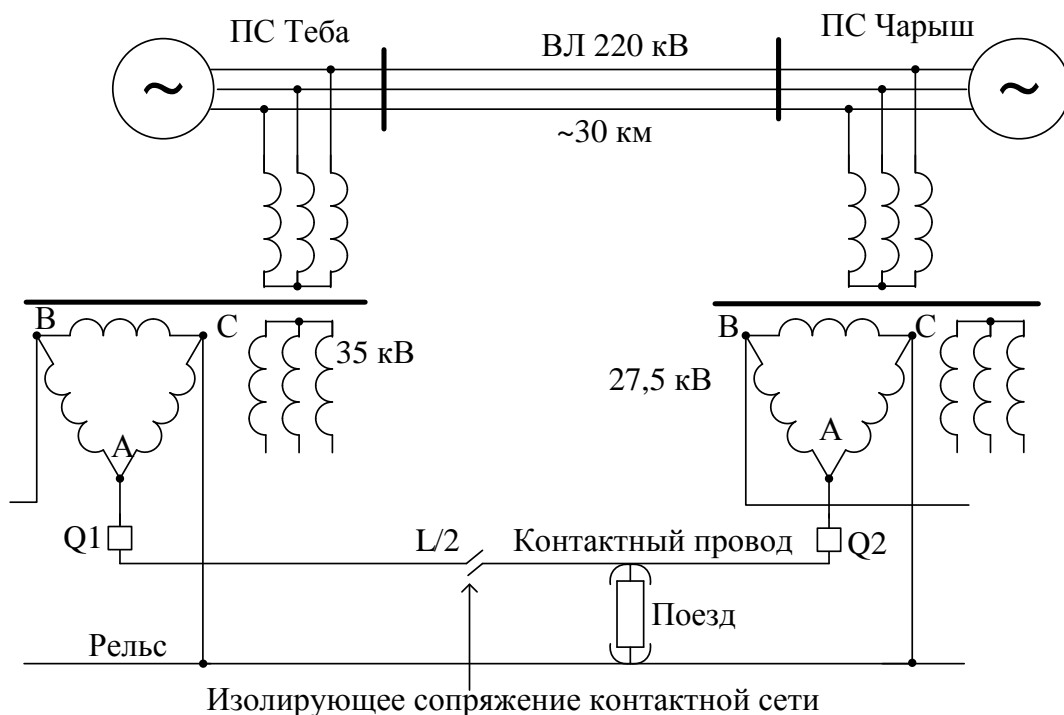 ПС Теба
ВЛ 220 кВ
ПС Чарыш
~
~
~30 км
B
C
35 кВ
A
27,5 кВ
B
C
A
Q1
L/2
Контактный провод
Q2
Поезд
Рельс
Изолирующее сопряжение контактной сети